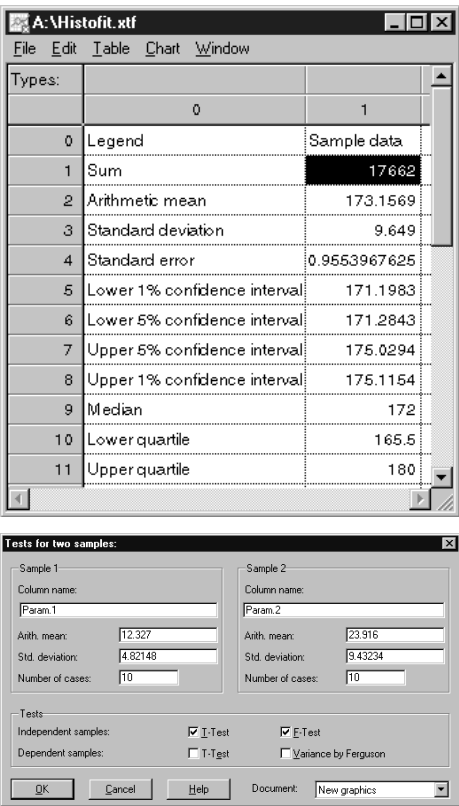 A:\Histofit.xtf
File Edit Table Chart Window
Types:
0 1
0 Legend Sample data
1 Sum 17662
2 Arithmetic mean 173.1569
3 Standard deviation 9.649
4 Standard error 0.9553967625
5 Lower 1% confidence interval 171.1983
6 Lower 5% confidence interval 171.2843
7 Upper 5% confidence interval 175.0294
8 Upper 1% confidence interval 175.1154
9 Median 172
10 Lower quartile 165.5
11 Upper quartile 180
Tests for two samples:
Sample 1 Sample 2
Column name: Column name:
Param.1 Param.2
Arith. mean: 12.327 Arith. mean: 23.916
Std. deviation: 4.82148 Std. deviation: 9.43234
Number of cases: 10 Number of cases: 10
Tests
Independent samples: T-Test F-Test
Dependent samples: T-Test Variance by Ferguson
OK Cancel Help Document: New graphics